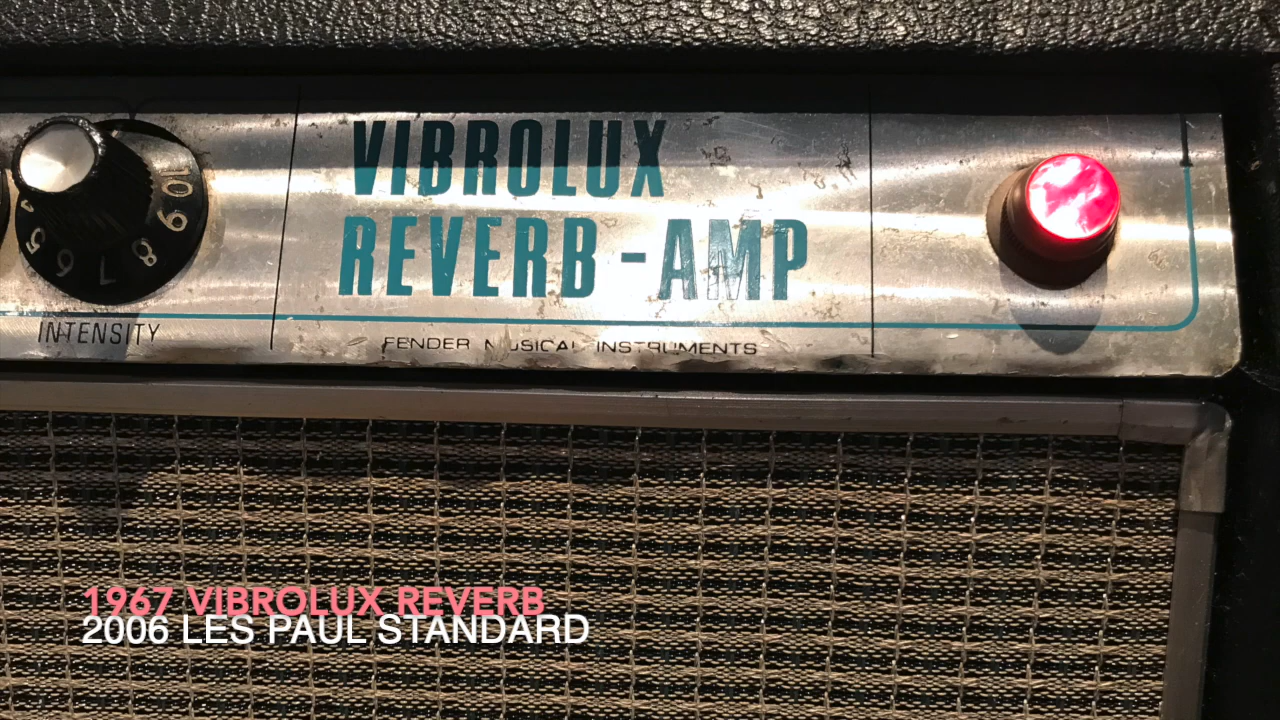 VIBROLUX
REVERB-AMP
10
9
8
7
6
5
INTENSITY
FENDER MUSICAL INSTRUMENTS
1967 VIBROLUX REVERB
2006 LES PAUL STANDARD